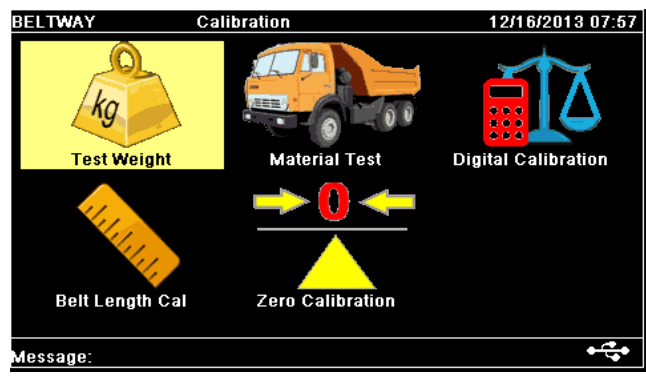 BELTWAY Calibration 12/16/2013 07:57
kg
Test Weight Material Test Digital Calibration
0
Belt Length Cal Zero Calibration
Message: